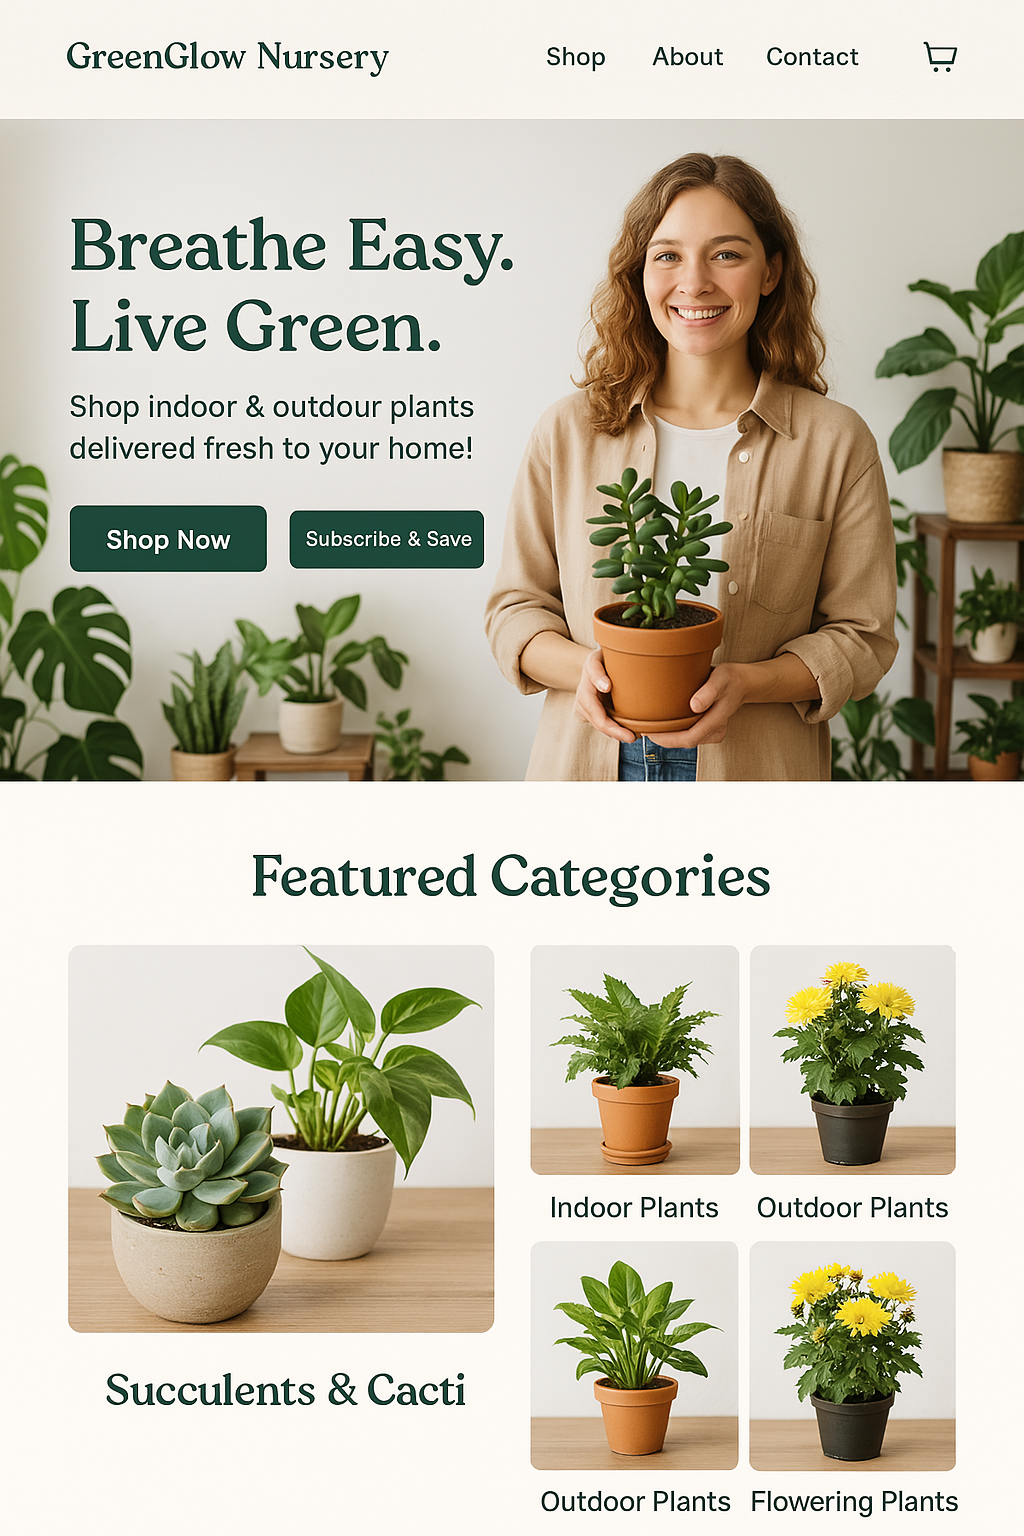 GreenGlow Nursery
Shop About Contact
Breathe Easy.
Live Green.
Shop indoor & outdour plants
delivered fresh to your home!
Shop Now
Subscribe & Save
Featured Categories
Succulents & Cacti
Indoor Plants
Outdoor Plants
Outdoor Plants
Flowering Plants